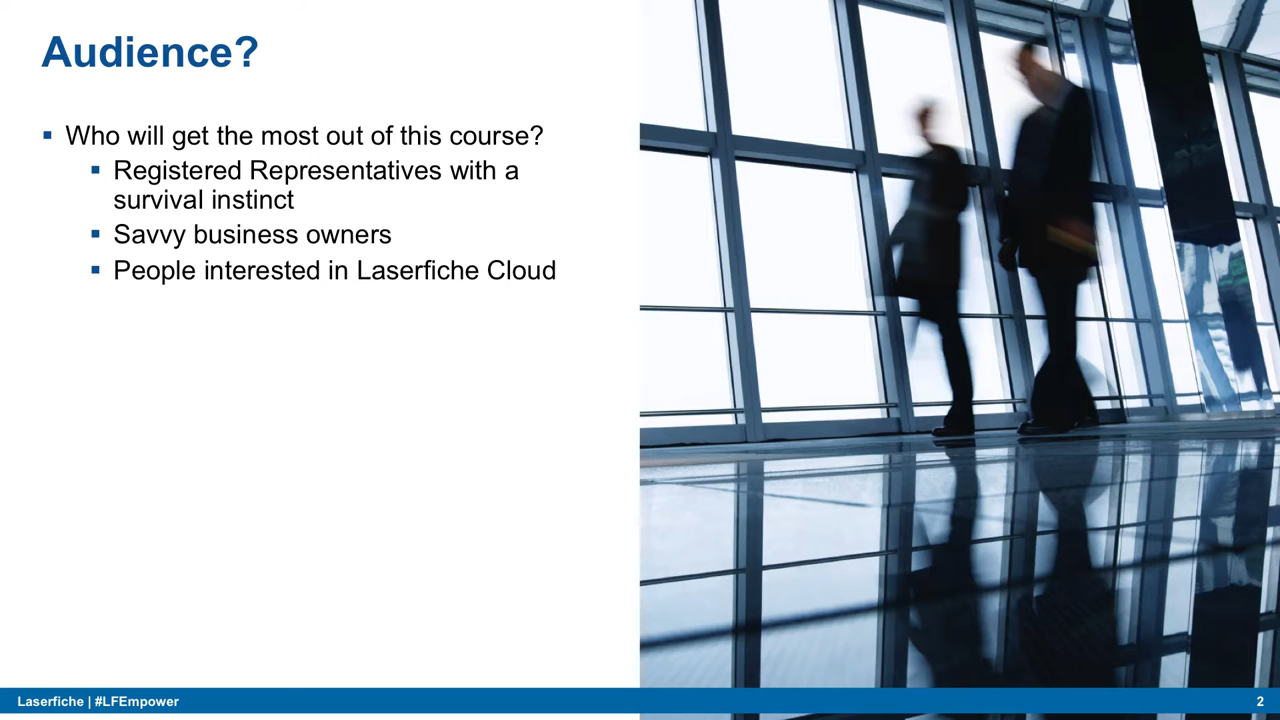 Audience?
▪ Who will get the most out of this course?
▪ Registered Representatives with a
survival instinct
▪ Savvy business owners
▪ People interested in Laserfiche Cloud
Laserfiche | #LFEmpower
2